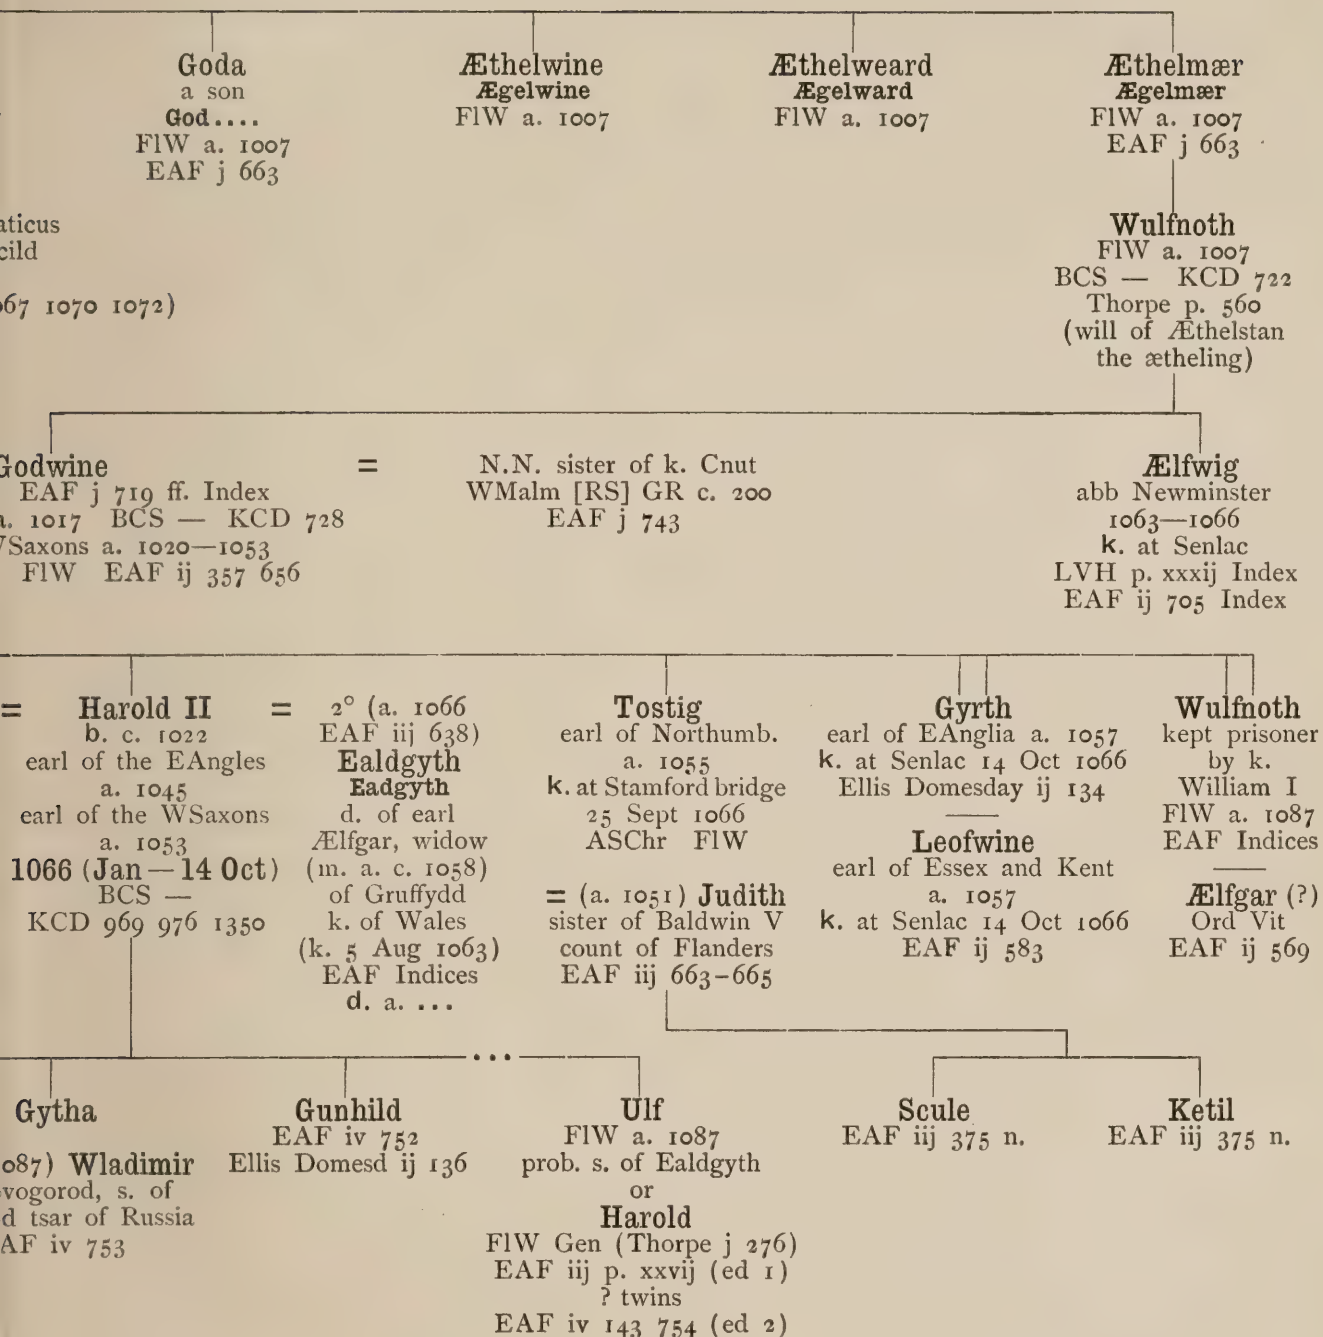 Goda
a son
God....
FlW a. 1007
EAF j 663
Æthelwine
Ægelwine
FlW a. 1007
Æthelweard
Ægelward
FlW a. 1007
Æthelmær
Ægelmær
FlW a. 1007
EAF j 663
aticus
cild
067 1070 1072)
Wulfnoth
FlW a. 1007
BCS — KCD 722
Thorpe p. 560
(will of Æthelstan
the ætheling)
Godwine
EAF j 719 ff. Index
a. 1017 BCS — KCD 728
WSaxons a. 1020—1053
FlW EAF ij 357 656
=
N.N. sister of k. Cnut
WMalm [RS] GR c. 200
EAF j 743
Ælfwig
abb Newminster
1063—1066
k. at Senlac
LVH p. xxxij Index
EAF ij 705 Index
= Harold II =
b. c. 1022
earl of the EAngles
a. 1045
earl of the WSaxons
a. 1053
1066 (Jan—14 Oct)
BCS —
KCD 969 976 1350
2° (a. 1066
EAF iij 638)
Ealdgyth
Eadgyth
d. of earl
Ælfgar, widow
(m. a. c. 1058)
of Gruffydd
k. of Wales
(k. 5 Aug 1063)
EAF Indices
d. a. ...
Tostig
earl of Northumb.
a. 1055
k. at Stamford bridge
25 Sept 1066
ASChr FlW
= (a. 1051) Judith
sister of Baldwin V
count of Flanders
EAF iij 663–665
Gyrth
earl of EAnglia a. 1057
k. at Senlac 14 Oct 1066
Ellis Domesday ij 134
Leofwine
earl of Essex and Kent
a. 1057
k. at Senlac 14 Oct 1066
EAF ij 583
Wulfnoth
kept prisoner
by k.
William I
FlW a. 1087
EAF Indices
Ælfgar (?)
Ord Vit
EAF ij 569
...
Gytha
087) Wladimir
vogorod, s. of
d tsar of Russia
AF iv 753
Gunhild
EAF iv 752
Ellis Domesd ij 136
Ulf
FlW a. 1087
prob. s. of Ealdgyth
or
Harold
FlW Gen (Thorpe j 276)
EAF iij p. xxvij (ed 1)
? twins
EAF iv 143 754 (ed 2)
Scule
EAF iij 375 n.
Ketil
EAF iij 375 n.